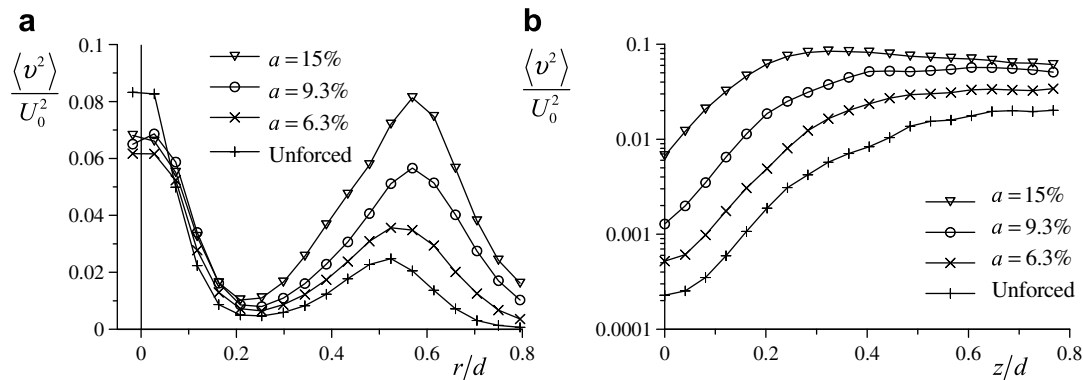 a
⟨υ²⟩
U₀²
0.1
0.08
0.06
0.04
0.02
0
0
0.2
0.4
0.6
0.8
r/d
a = 15%
a = 9.3%
a = 6.3%
Unforced
b
⟨υ²⟩
U₀²
0.1
0.01
0.001
0.0001
0
0.2
0.4
0.6
0.8
z/d
a = 15%
a = 9.3%
a = 6.3%
Unforced